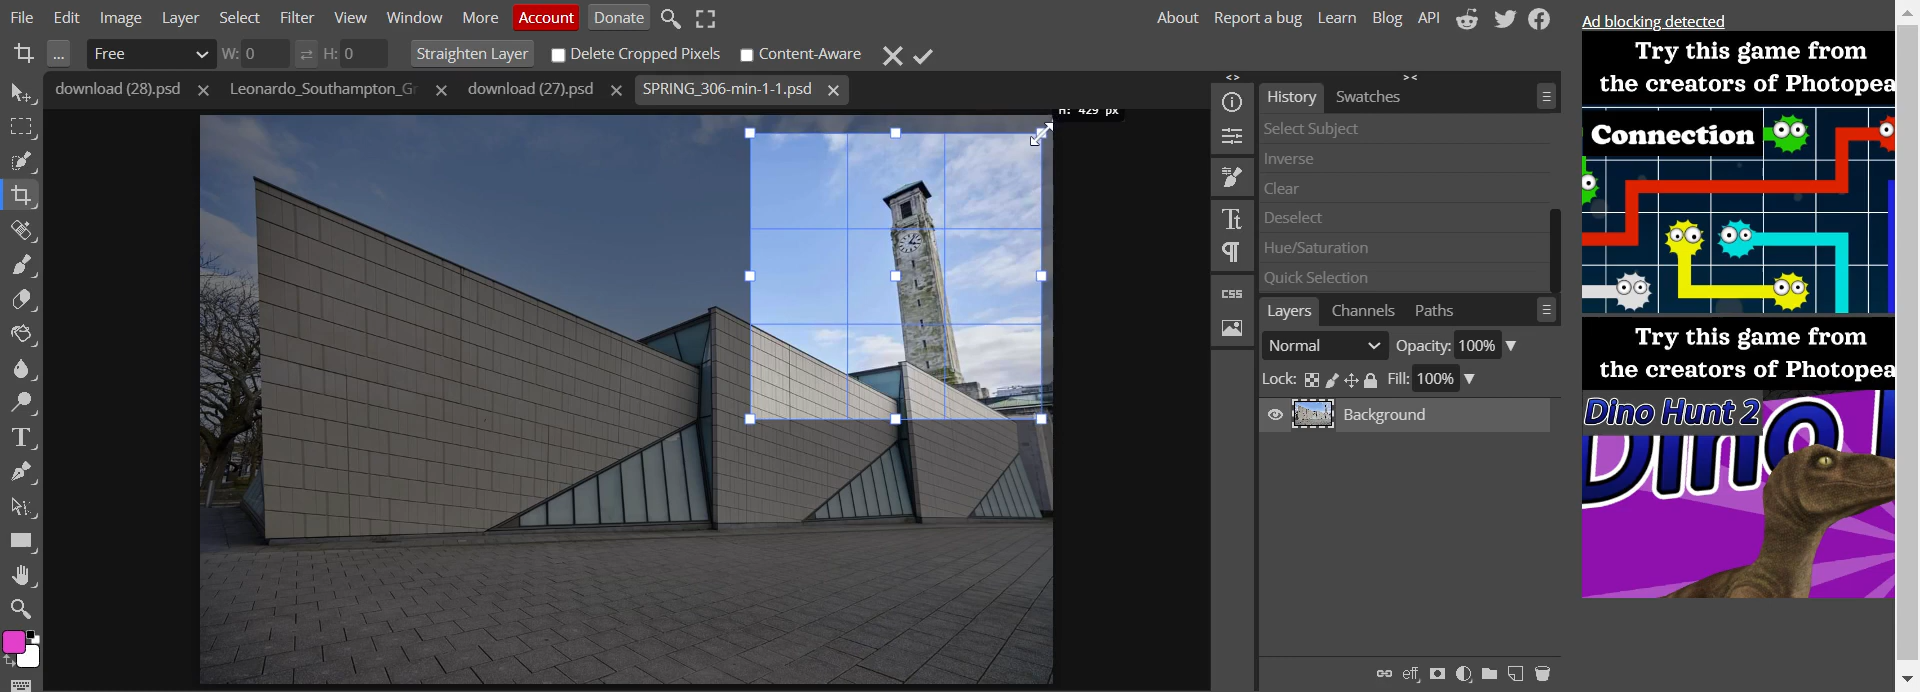 File Edit Image Layer Select Filter View Window More Account Donate
About Report a bug Learn Blog API
... Free W: 0 H: 0 Straighten Layer Delete Cropped Pixels Content-Aware
download (28).psd Leonardo_Southampton_Gr download (27).psd SPRING_306-min-1-1.psd
H: 429 px
<> ><
History Swatches
Select Subject
Inverse
Clear
Deselect
Hue/Saturation
Quick Selection
CSS
Layers Channels Paths
Normal Opacity: 100%
Lock: Fill: 100%
Background
eff
Ad blocking detected
Try this game from
the creators of Photopea
Connection
Try this game from
the creators of Photopea
Dino Hunt 2